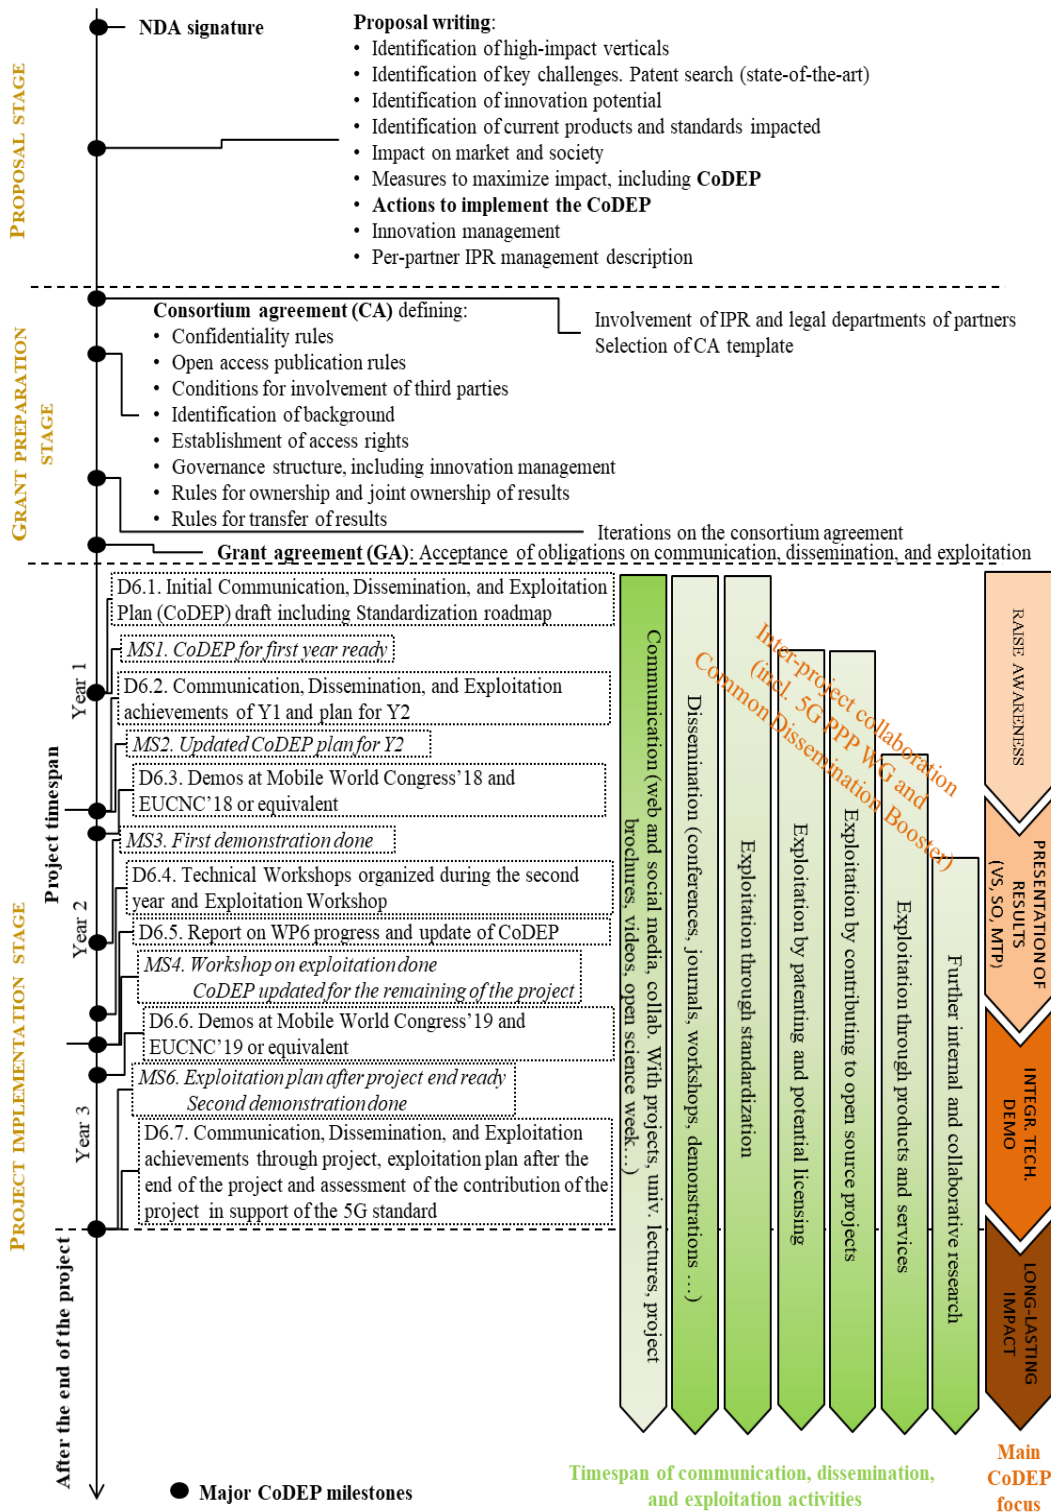 PROPOSAL STAGE
NDA signature
Proposal writing:
• Identification of high-impact verticals
• Identification of key challenges. Patent search (state-of-the-art)
• Identification of innovation potential
• Identification of current products and standards impacted
• Impact on market and society
• Measures to maximize impact, including CoDEP
• Actions to implement the CoDEP
• Innovation management
• Per-partner IPR management description
GRANT PREPARATION
STAGE
Consortium agreement (CA) defining:
• Confidentiality rules
• Open access publication rules
• Conditions for involvement of third parties
• Identification of background
• Establishment of access rights
• Governance structure, including innovation management
• Rules for ownership and joint ownership of results
• Rules for transfer of results
Involvement of IPR and legal departments of partners
Selection of CA template
Iterations on the consortium agreement
Grant agreement (GA): Acceptance of obligations on communication, dissemination, and exploitation
PROJECT IMPLEMENTATION STAGE
Project timespan
Year 1
Year 2
Year 3
D6.1. Initial Communication, Dissemination, and Exploitation
Plan (CoDEP) draft including Standardization roadmap
MS1. CoDEP for first year ready
D6.2. Communication, Dissemination, and Exploitation
achievements of Y1 and plan for Y2
MS2. Updated CoDEP plan for Y2
D6.3. Demos at Mobile World Congress'18 and
EUCNC'18 or equivalent
MS3. First demonstration done
D6.4. Technical Workshops organized during the second
year and Exploitation Workshop
D6.5. Report on WP6 progress and update of CoDEP
MS4. Workshop on exploitation done
CoDEP updated for the remaining of the project
D6.6. Demos at Mobile World Congress'19 and
EUCNC'19 or equivalent
MS6. Exploitation plan after project end ready
Second demonstration done
D6.7. Communication, Dissemination, and Exploitation
achievements through project, exploitation plan after the
end of the project and assessment of the contribution of the
project in support of the 5G standard
After the end of the project
Communication (web and social media, collab. With projects, univ. lectures, project
brochures, videos, open science week…)
Dissemination (conferences, journals, workshops, demonstrations …)
Exploitation through standardization
Exploitation by patenting and potential licensing
Exploitation by contributing to open source projects
Exploitation through products and services
Further internal and collaborative research
Inter-project collaboration
(incl. 5G PPP WG and
Common Dissemination Booster)
RAISE AWARENESS
PRESENTATION OF
RESULTS
(VS, SO, MTP)
INTEGR. TECH.
DEMO
LONG-LASTING
IMPACT
Major CoDEP milestones
Timespan of communication, dissemination,
and exploitation activities
Main
CoDEP
focus